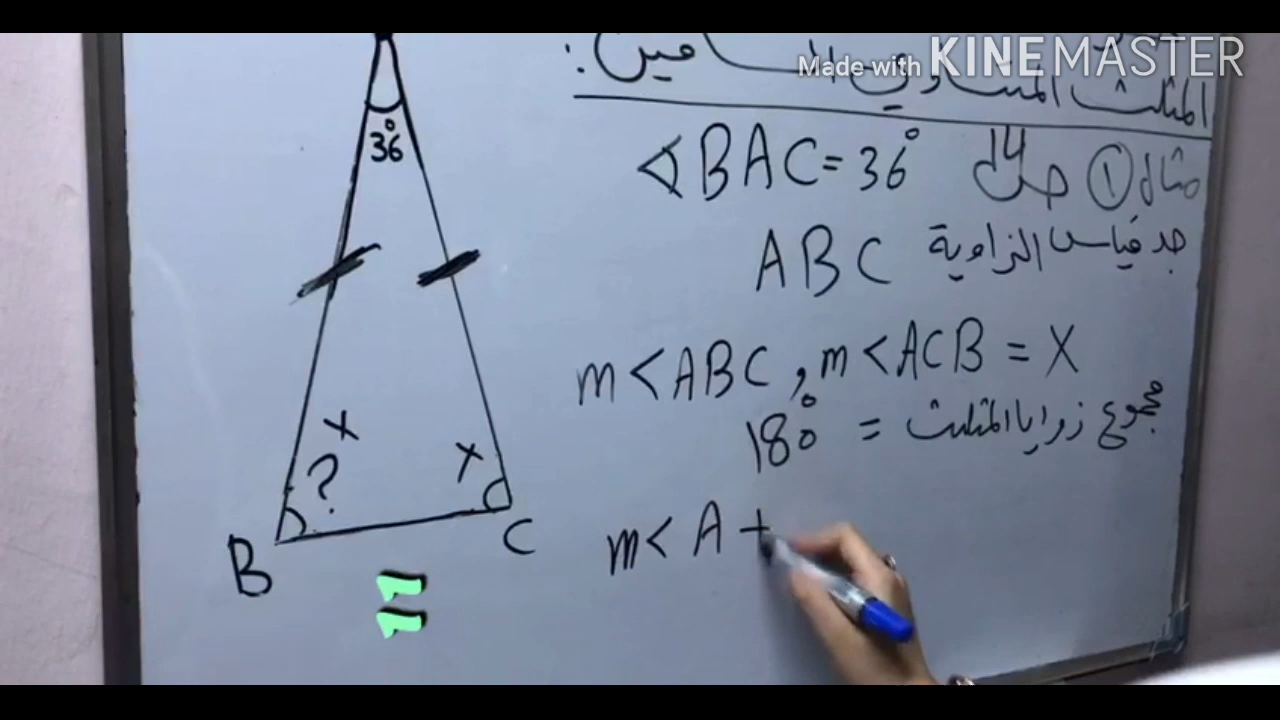 Made with KINEMASTER
المثلث المتساوي الساقين:
مثال ① ص
∢BAC = 36°
جد قياس الزاوية ABC
m<ABC , m<ACB = X
مجموع زوايا المثلث = 180°
m< A +
36°
X
?
X
B
C
=